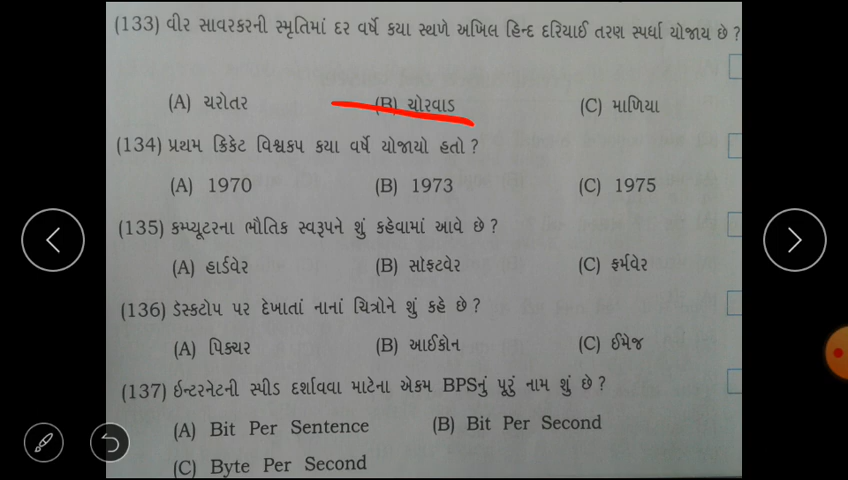 (133) વીર સાવરકરની સ્મૃતિમાં દર વર્ષે કયા સ્થળે અખિલ હિન્દ દરિયાઈ તરણ સ્પર્ધા યોજાય છે ?
(A) ચરોતર (B) ચોરવાડ (C) માળિયા
(134) પ્રથમ ક્રિકેટ વિશ્વકપ કયા વર્ષે યોજાયો હતો ?
(A) 1970 (B) 1973 (C) 1975
(135) કમ્પ્યૂટરના ભૌતિક સ્વરૂપને શું કહેવામાં આવે છે ?
(A) હાર્ડવેર (B) સૉફટવેર (C) ફર્મવેર
(136) ડેસ્કટોપ પર દેખાતાં નાનાં ચિત્રોને શું કહે છે ?
(A) પિક્ચર (B) આઈકોન (C) ઈમેજ
(137) ઇન્ટરનેટની સ્પીડ દર્શાવવા માટેના એકમ BPSનું પૂરું નામ શું છે ?
(A) Bit Per Sentence (B) Bit Per Second
(C) Byte Per Second